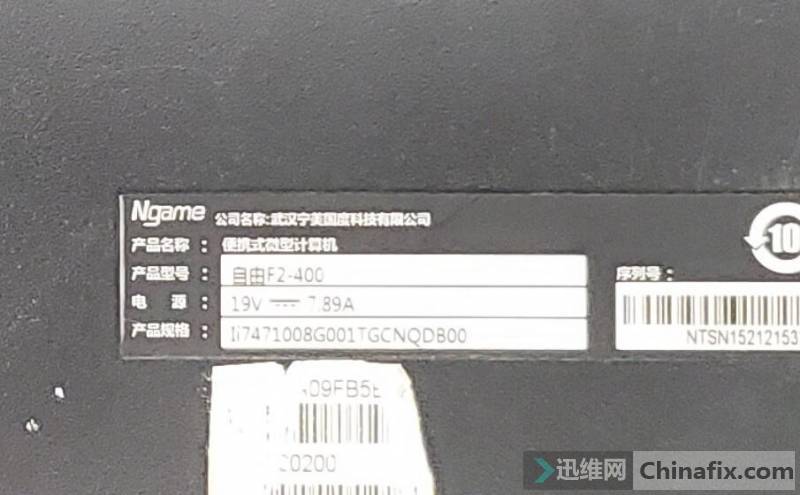 Ngame 公司名称:武汉宁美国度科技有限公司
产品名称 : 便携式微型计算机
产品型号 : 自由F2-400
电 源 : 19V 7.89A
产品规格 : Ii7471008G001TGCNQDB00
10
序列号 :
NTSN15212153
09FB5
20200
迅维网 Chinafix.com